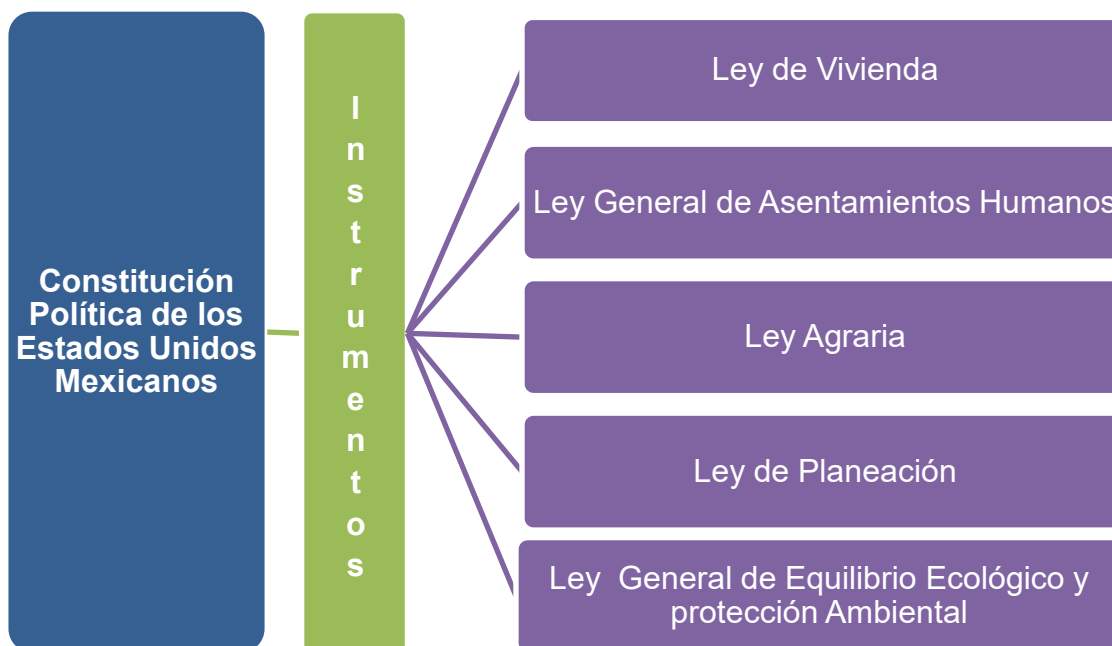 Constitución
Política de los
Estados Unidos
Mexicanos
Instrumentos
Ley de Vivienda
Ley General de Asentamientos Humanos
Ley Agraria
Ley de Planeación
Ley  General de Equilibrio Ecológico y
protección Ambiental